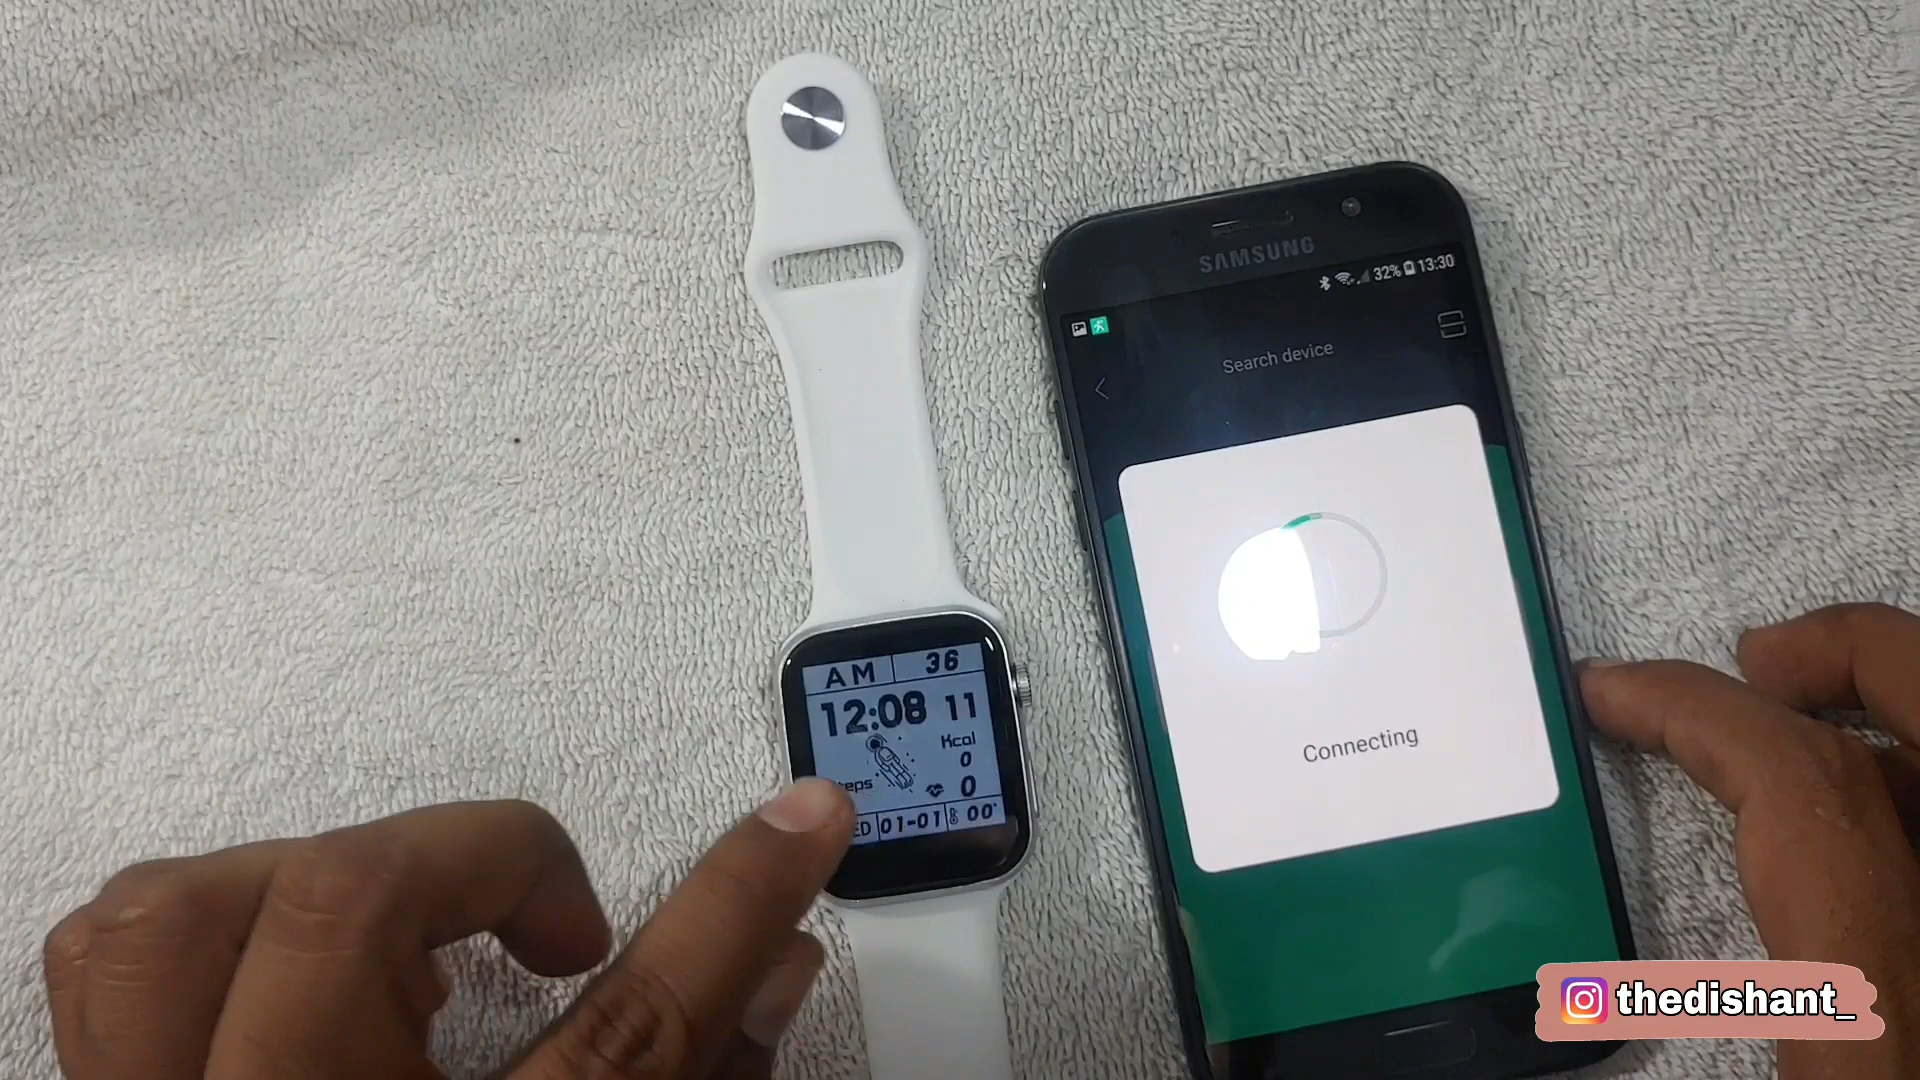 SAMSUNG
32% 13:30
Search device
Connecting
AM 36
12:08 11
Kcal
0
0
01-01 00°
thedishant_